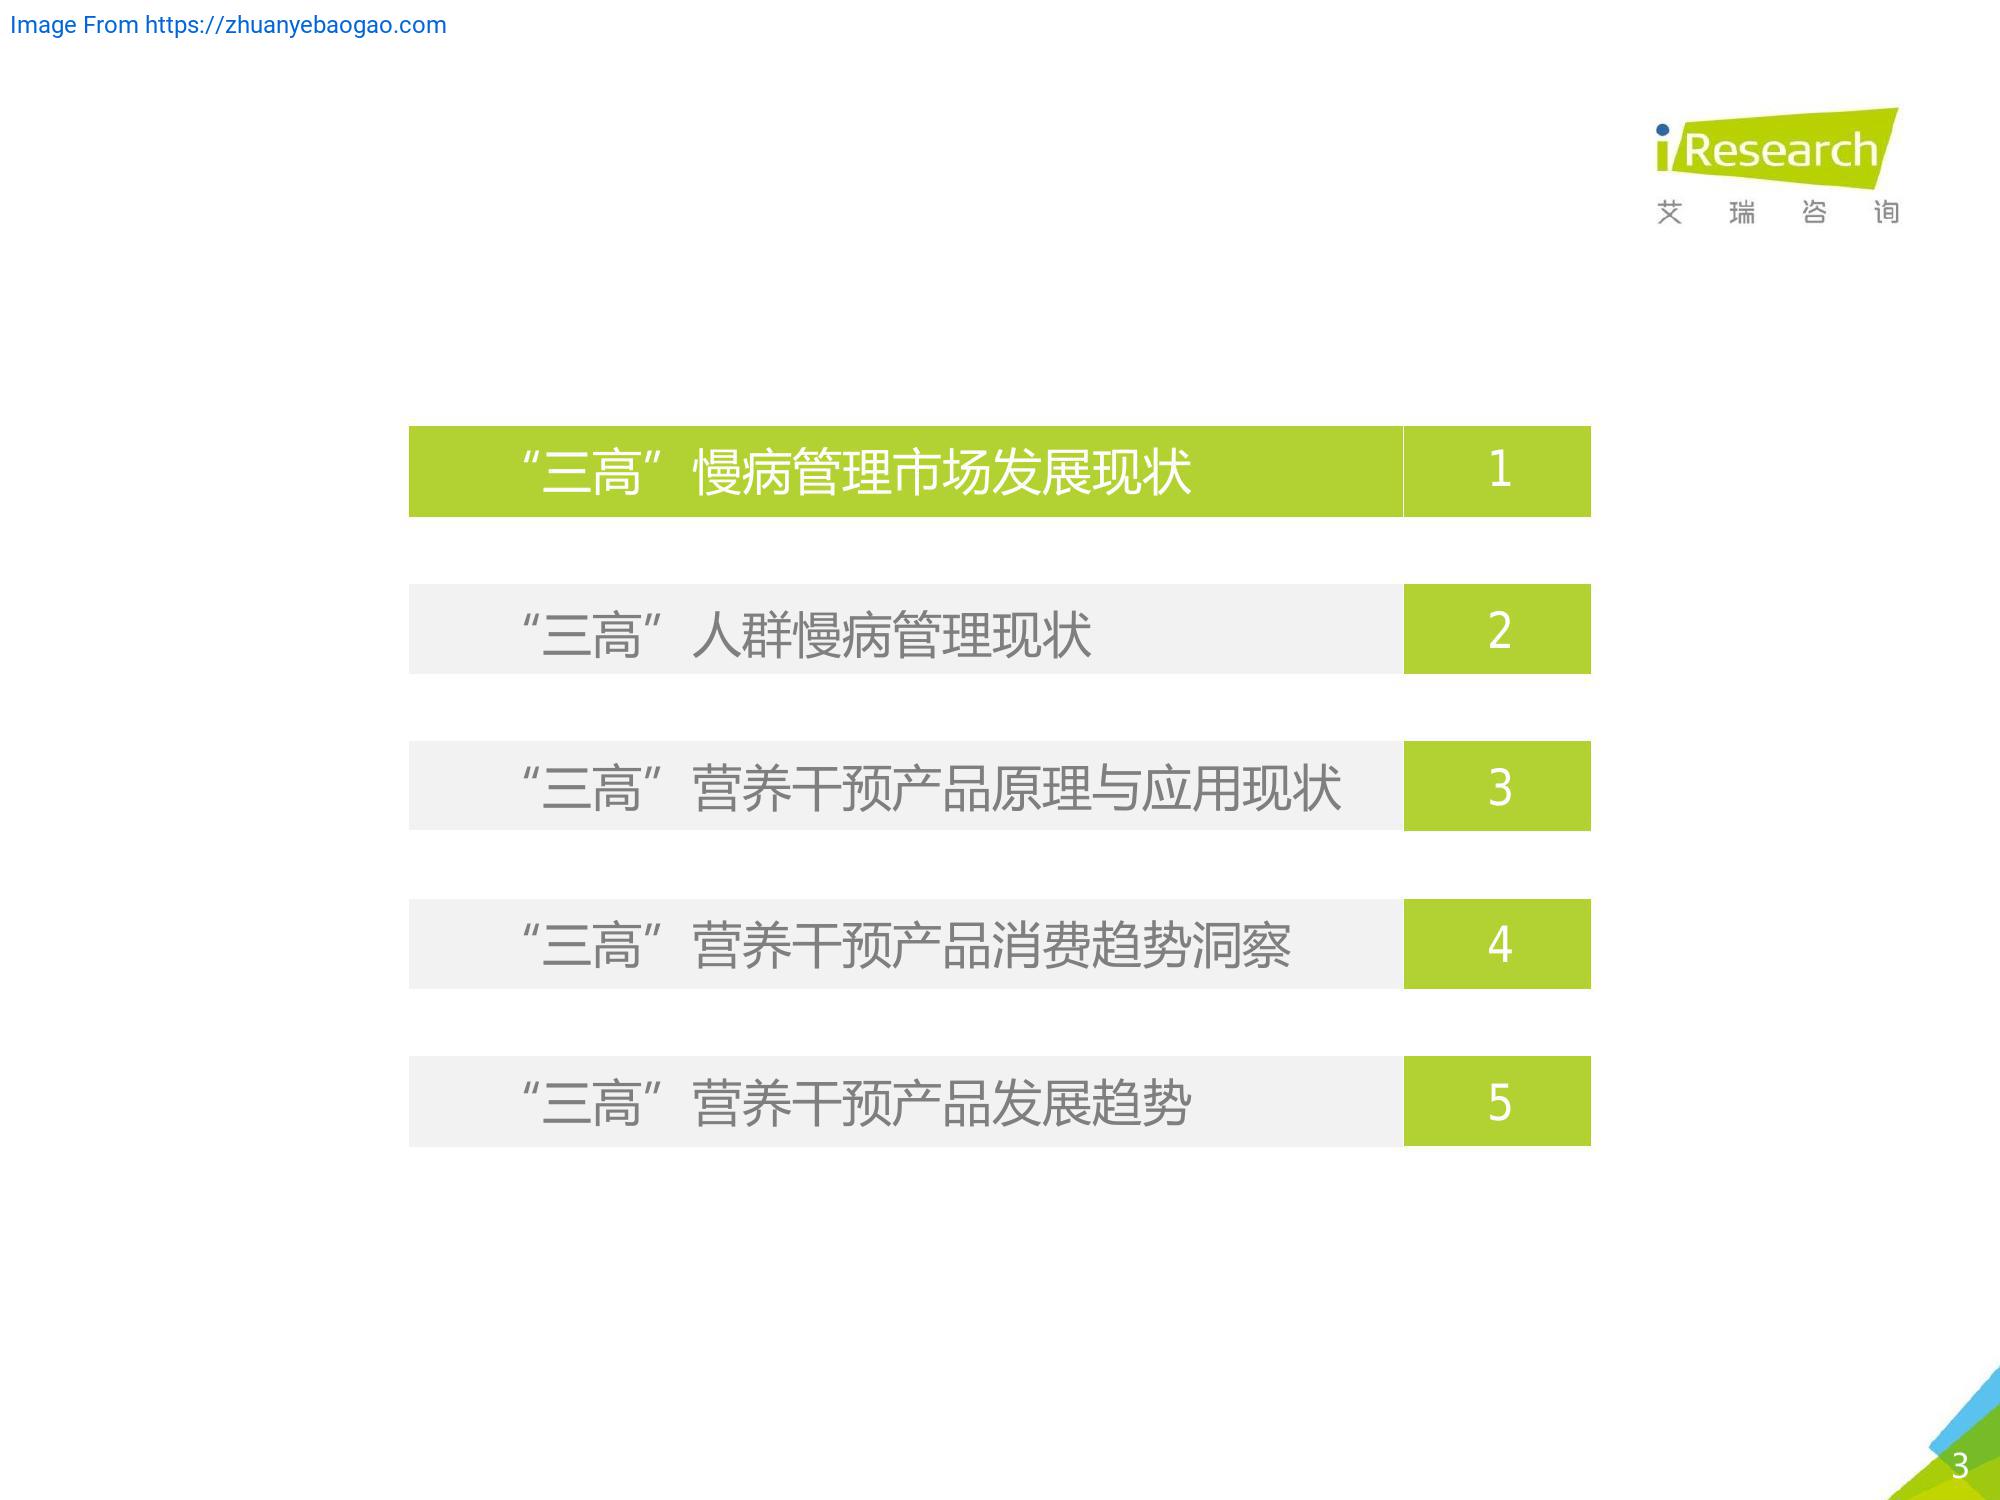 Image From https://zhuanyebaogao.com
iResearch
艾瑞咨询
“三高”慢病管理市场发展现状 1
“三高”人群慢病管理现状 2
“三高”营养干预产品原理与应用现状 3
“三高”营养干预产品消费趋势洞察 4
“三高”营养干预产品发展趋势 5
3